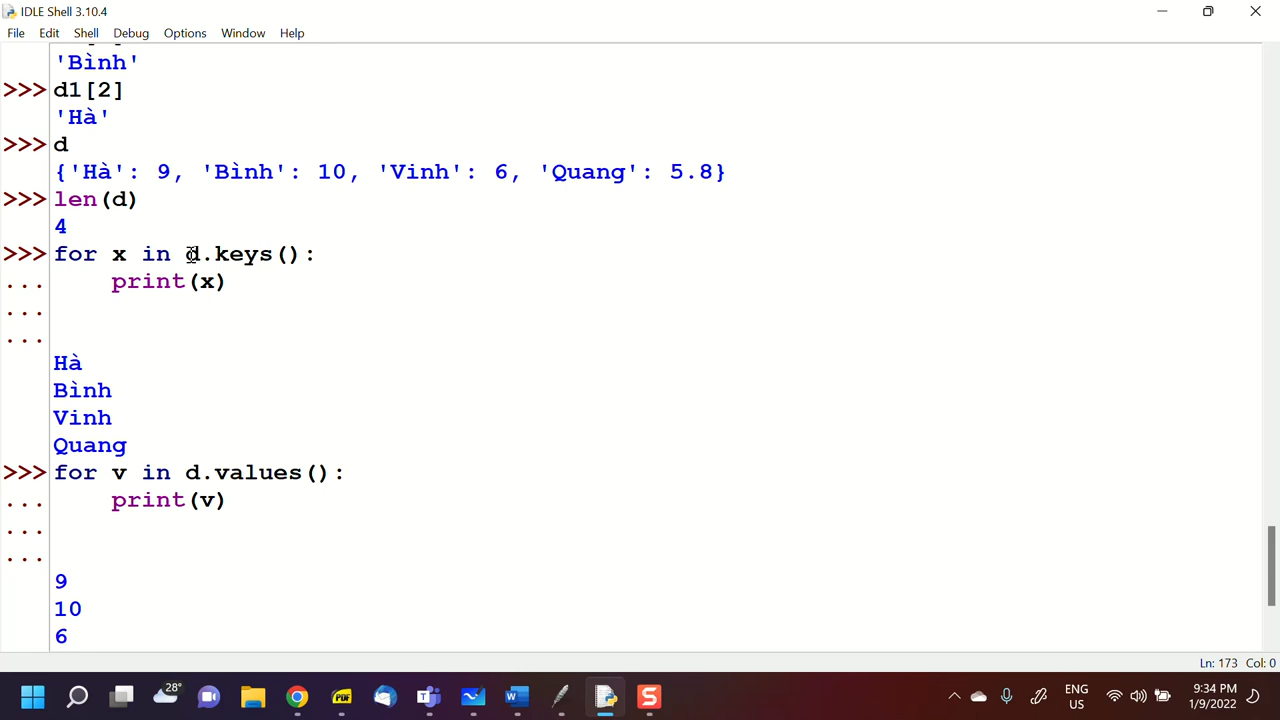 IDLE Shell 3.10.4
File Edit Shell Debug Options Window Help
'Bình'
>>> d1[2]
'Hà'
>>> d
{'Hà': 9, 'Bình': 10, 'Vinh': 6, 'Quang': 5.8}
>>> len(d)
4
>>> for x in d.keys():
... print(x)
...
...
Hà
Bình
Vinh
Quang
>>> for v in d.values():
... print(v)
...
...
9
10
6
Ln: 173 Col: 0
28°
PDF
ENG
US
9:34 PM
1/9/2022